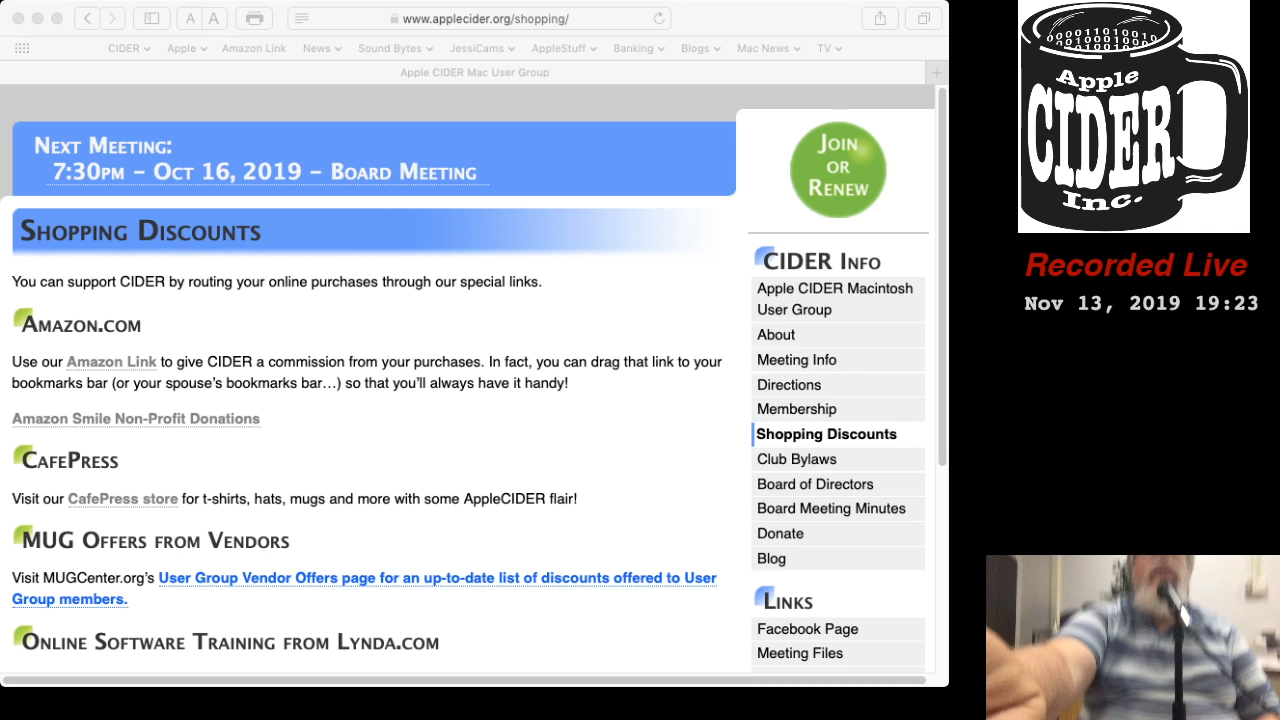 www.applecider.org/shopping/
A A
CIDER Apple Amazon Link News Sound Bytes JessiCams AppleStuff Banking Blogs Mac News TV
Apple CIDER Mac User Group
Next Meeting:
7:30pm – Oct 16, 2019 – Board Meeting
Shopping Discounts
You can support CIDER by routing your online purchases through our special links.
Amazon.com
Use our Amazon Link to give CIDER a commission from your purchases. In fact, you can drag that link to your
bookmarks bar (or your spouse's bookmarks bar…) so that you'll always have it handy!
Amazon Smile Non-Profit Donations
CafePress
Visit our CafePress store for t-shirts, hats, mugs and more with some AppleCIDER flair!
MUG Offers from Vendors
Visit MUGCenter.org's User Group Vendor Offers page for an up-to-date list of discounts offered to User
Group members.
Online Software Training from Lynda.com
Join
or
Renew
CIDER Info
Apple CIDER Macintosh
User Group
About
Meeting Info
Directions
Membership
Shopping Discounts
Club Bylaws
Board of Directors
Board Meeting Minutes
Donate
Blog
Links
Facebook Page
Meeting Files
Apple
CIDER
Inc.
Recorded Live
Nov 13, 2019 19:23